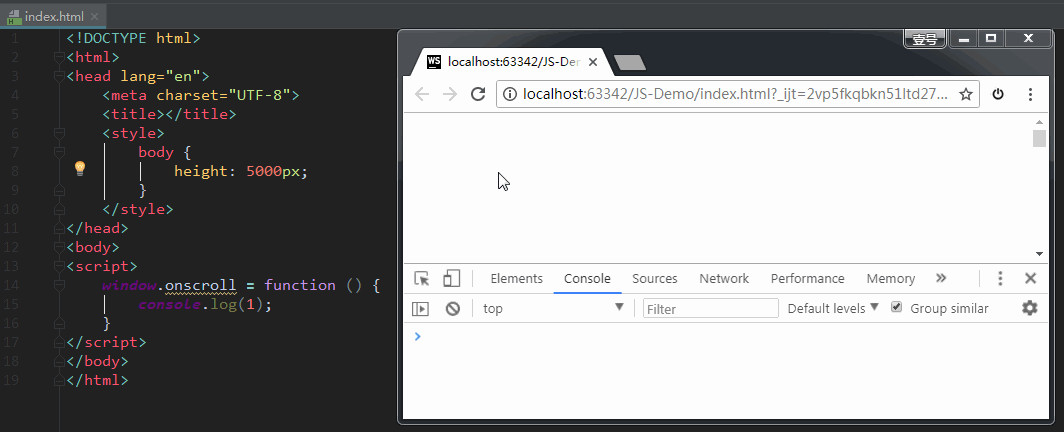 index.html
1 <!DOCTYPE html>
2 <html>
3 <head lang="en">
4 <meta charset="UTF-8">
5 <title></title>
6 <style>
7 body {
8 height: 5000px;
9 }
10 </style>
11 </head>
12 <body>
13 <script>
14 window.onscroll = function () {
15 console.log(1);
16 }
17 </script>
18 </body>
19 </html>
壹号
WS localhost:63342/JS-Der
localhost:63342/JS-Demo/index.html?_ijt=2vp5fkqbkn51ltd27...
Elements Console Sources Network Performance Memory »
top Filter Default levels Group similar